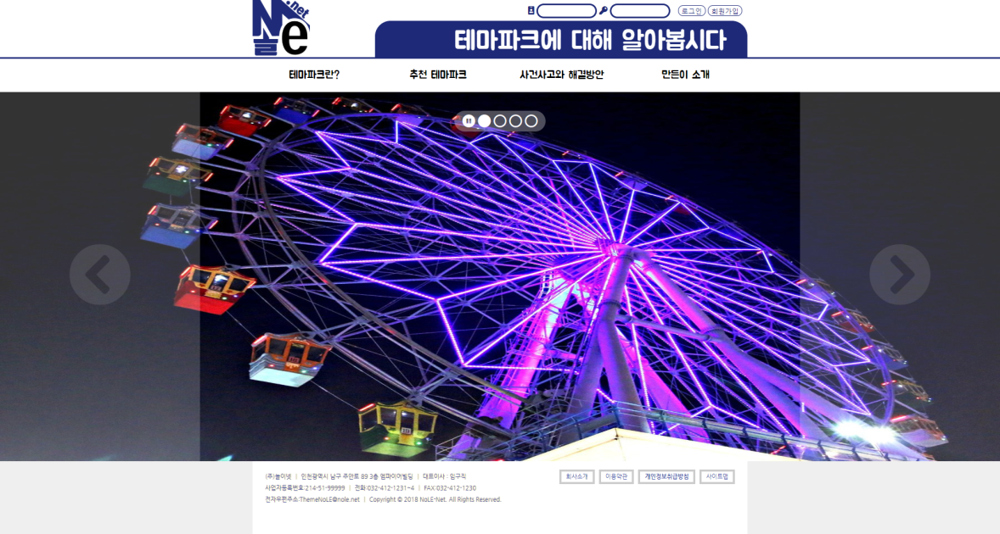 N .net
놀 e
로그인 회원가입
테마파크에 대해 알아봅시다
테마파크란? 추천 테마파크 사건사고와 해결방안 만든이 소개
(주)놀이넷 | 인천광역시 남구 주안로 89 3층 엠파이어빌딩 | 대표이사 : 임구직
사업자등록번호:214-51-99999 | 전화:032-412-1231~4 | FAX:032-412-1230
전자우편주소:ThemeNoLE@nole.net | Copyright © 2018 NoLE-Net. All Rights Reserved.
회사소개 이용약관 개인정보취급방침 사이트맵